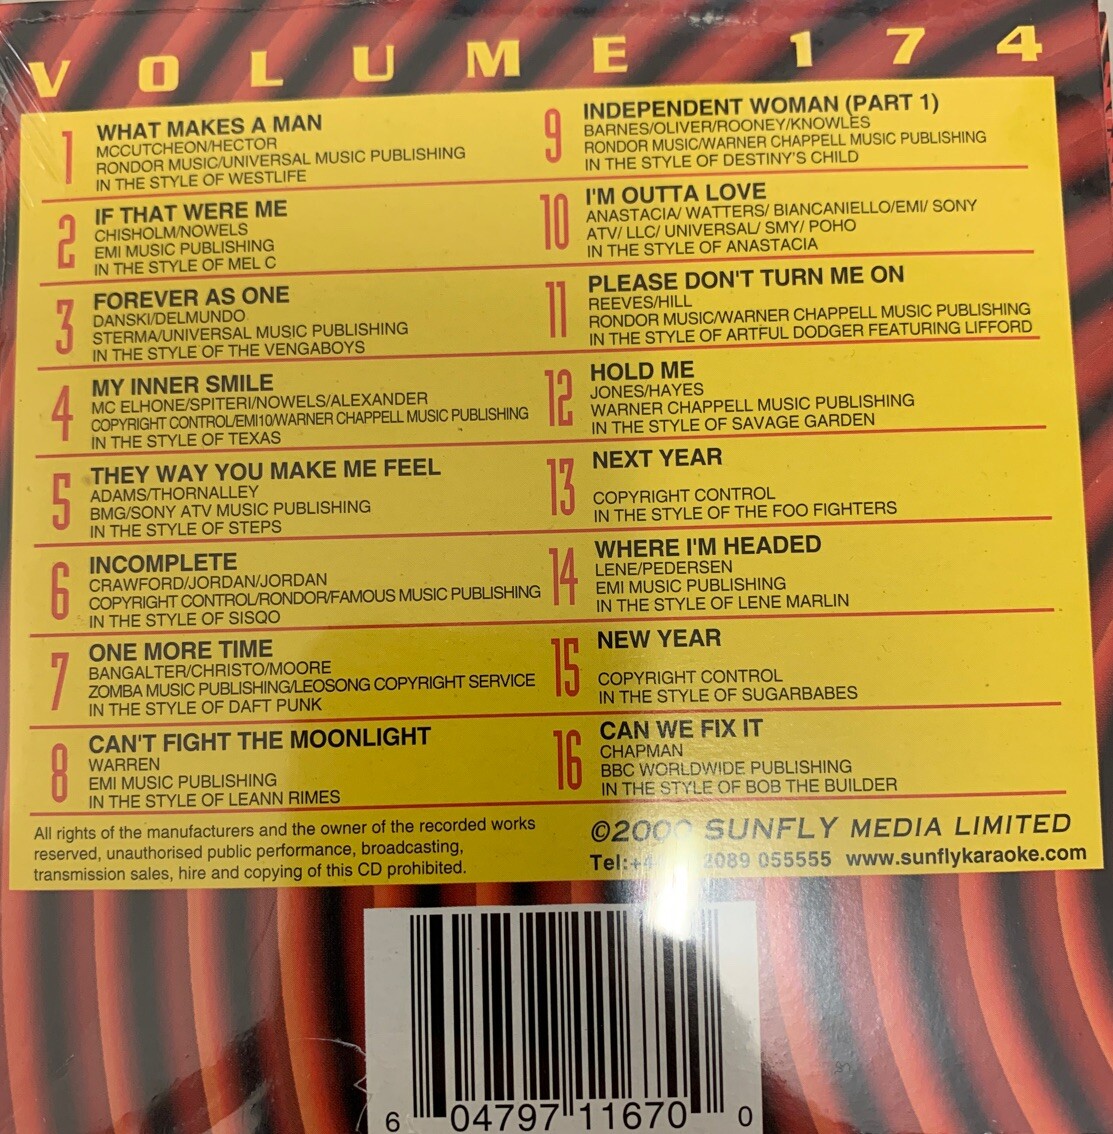 VOLUME 174
1
WHAT MAKES A MAN
MCCUTCHEON/HECTOR
RONDOR MUSIC/UNIVERSAL MUSIC PUBLISHING
IN THE STYLE OF WESTLIFE
2
IF THAT WERE ME
CHISHOLM/NOWELS
EMI MUSIC PUBLISHING
IN THE STYLE OF MEL C
3
FOREVER AS ONE
DANSKI/DELMUNDO
STERMA/UNIVERSAL MUSIC PUBLISHING
IN THE STYLE OF THE VENGABOYS
4
MY INNER SMILE
MC ELHONE/SPITERI/NOWELS/ALEXANDER
COPYRIGHT CONTROL/EMI10/WARNER CHAPPELL MUSIC PUBLISHING
IN THE STYLE OF TEXAS
5
THEY WAY YOU MAKE ME FEEL
ADAMS/THORNALLEY
BMG/SONY ATV MUSIC PUBLISHING
IN THE STYLE OF STEPS
6
INCOMPLETE
CRAWFORD/JORDAN/JORDAN
COPYRIGHT CONTROL/RONDOR/FAMOUS MUSIC PUBLISHING
IN THE STYLE OF SISQO
7
ONE MORE TIME
BANGALTER/CHRISTO/MOORE
ZOMBA MUSIC PUBLISHING/LEOSONG COPYRIGHT SERVICE
IN THE STYLE OF DAFT PUNK
8
CAN'T FIGHT THE MOONLIGHT
WARREN
EMI MUSIC PUBLISHING
IN THE STYLE OF LEANN RIMES
9
INDEPENDENT WOMAN (PART 1)
BARNES/OLIVER/ROONEY/KNOWLES
RONDOR MUSIC/WARNER CHAPPELL MUSIC PUBLISHING
IN THE STYLE OF DESTINY'S CHILD
10
I'M OUTTA LOVE
ANASTACIA/ WATTERS/ BIANCANIELLO/EMI/ SONY
ATV/ LLC/ UNIVERSAL/ SMY/ POHO
IN THE STYLE OF ANASTACIA
11
PLEASE DON'T TURN ME ON
REEVES/HILL
RONDOR MUSIC/WARNER CHAPPELL MUSIC PUBLISHING
IN THE STYLE OF ARTFUL DODGER FEATURING LIFFORD
12
HOLD ME
JONES/HAYES
WARNER CHAPPELL MUSIC PUBLISHING
IN THE STYLE OF SAVAGE GARDEN
13
NEXT YEAR
COPYRIGHT CONTROL
IN THE STYLE OF THE FOO FIGHTERS
14
WHERE I'M HEADED
LENE/PEDERSEN
EMI MUSIC PUBLISHING
IN THE STYLE OF LENE MARLIN
15
NEW YEAR
COPYRIGHT CONTROL
IN THE STYLE OF SUGARBABES
16
CAN WE FIX IT
CHAPMAN
BBC WORLDWIDE PUBLISHING
IN THE STYLE OF BOB THE BUILDER
All rights of the manufacturers and the owner of the recorded works
reserved, unauthorised public performance, broadcasting,
transmission sales, hire and copying of this CD prohibited.
©2000 SUNFLY MEDIA LIMITED
Tel: 2089 055555 www.sunflykaraoke.com
6 04797 11670 0